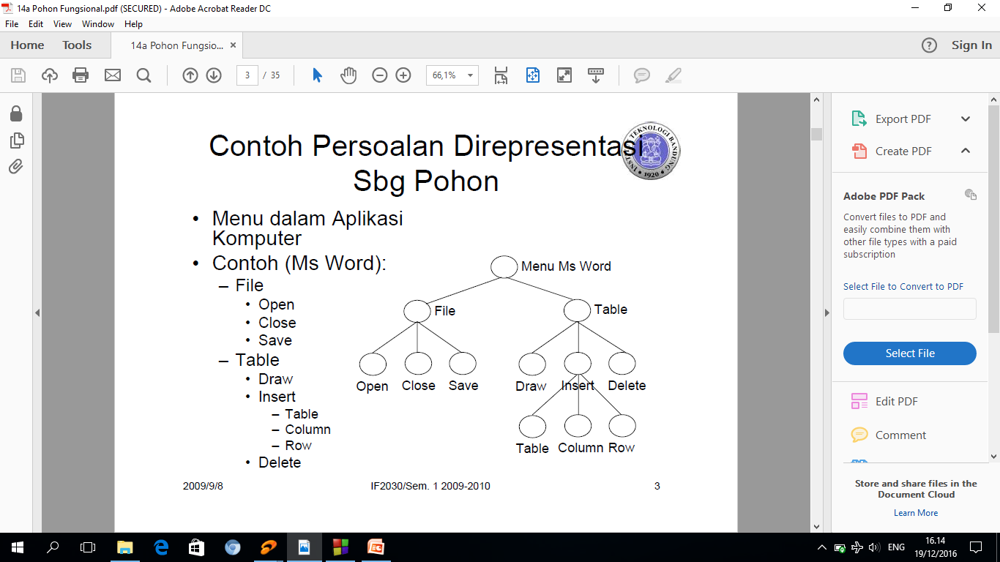 14a Pohon Fungsional.pdf (SECURED) - Adobe Acrobat Reader DC
File Edit View Window Help
Home Tools 14a Pohon Fungsio... × ? Sign In
3 / 35 66,1%
Contoh Persoalan Direpresentasi
Sbg Pohon
INSTITUT TEKNOLOGI BANDUNG
1920
• Menu dalam Aplikasi
Komputer
• Contoh (Ms Word):
– File
• Open
• Close
• Save
– Table
• Draw
• Insert
– Table
– Column
– Row
• Delete
Menu Ms Word
File Table
Open Close Save Draw Insert Delete
Table Column Row
2009/9/8 IF2030/Sem. 1 2009-2010 3
Export PDF
Create PDF
Adobe PDF Pack
Convert files to PDF and
easily combine them with
other file types with a paid
subscription
Select File to Convert to PDF
Select File
Edit PDF
Comment
Store and share files in the
Document Cloud
Learn More
ENG 16.14
19/12/2016